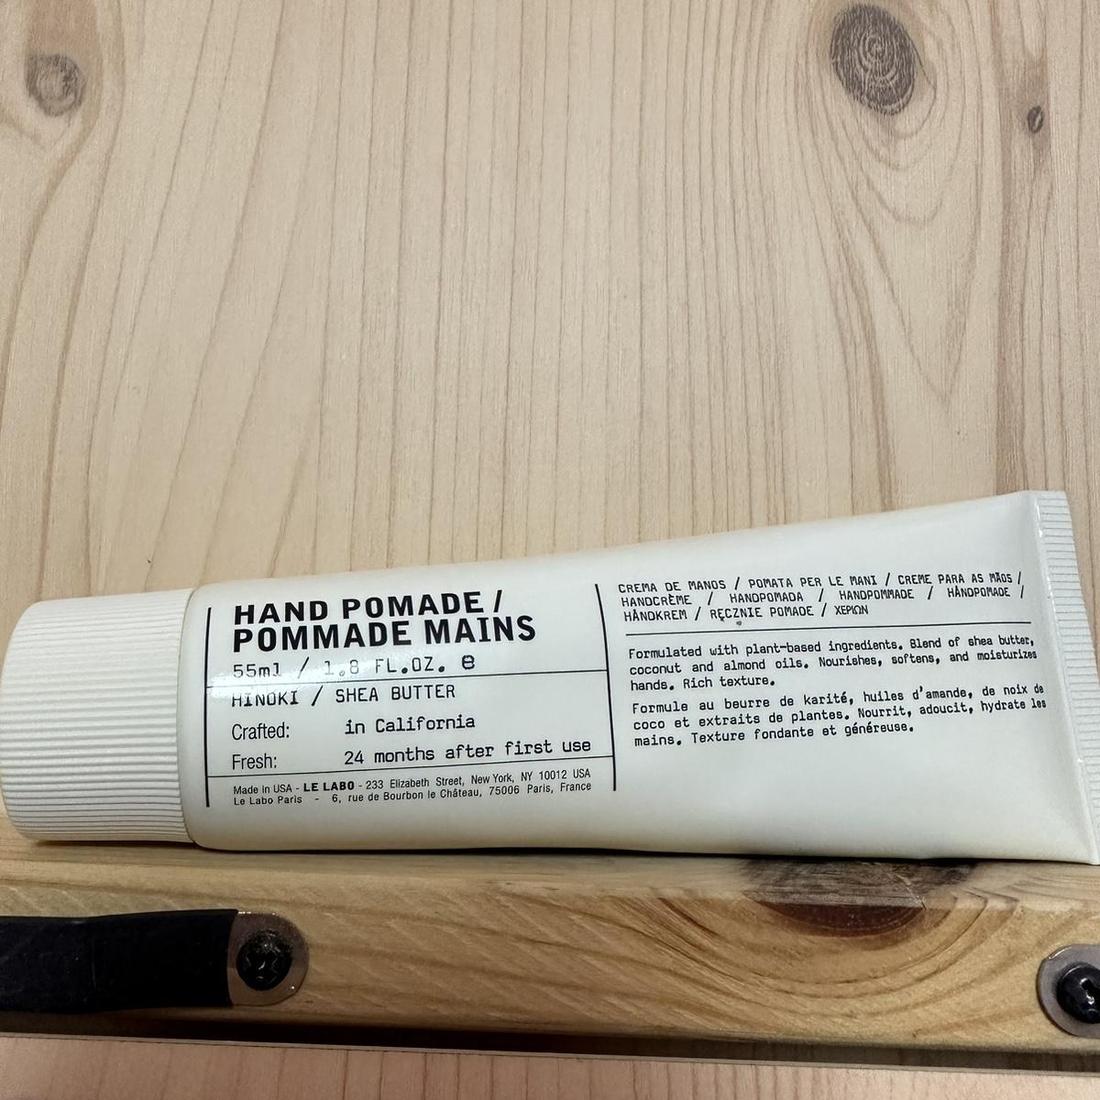 HAND POMADE /
POMMADE MAINS
55ml / 1.8 FL.OZ. e
HINOKI / SHEA BUTTER
Crafted: in California
Fresh: 24 months after first use
Made in USA - LE LABO - 233 Elizabeth Street, New York, NY 10012 USA
Le Labo Paris - 6, rue de Bourbon le Château, 75006 Paris, France
CREMA DE MANOS / POMATA PER LE MANI / CREME PARA AS MÃOS /
HANDCRÈME / HANDPOMADA / HANDPOMMADE / HÅNDPOMADE /
HÅNDKREM / RĘCZNIE POMADE / ΧΕΡΙΩΝ
Formulated with plant-based ingredients. Blend of shea butter,
coconut and almond oils. Nourishes, softens, and moisturizes
hands. Rich texture.
Formule au beurre de karité, huiles d'amande, de noix de
coco et extraits de plantes. Nourrit, adoucit, hydrate les
mains. Texture fondante et généreuse.